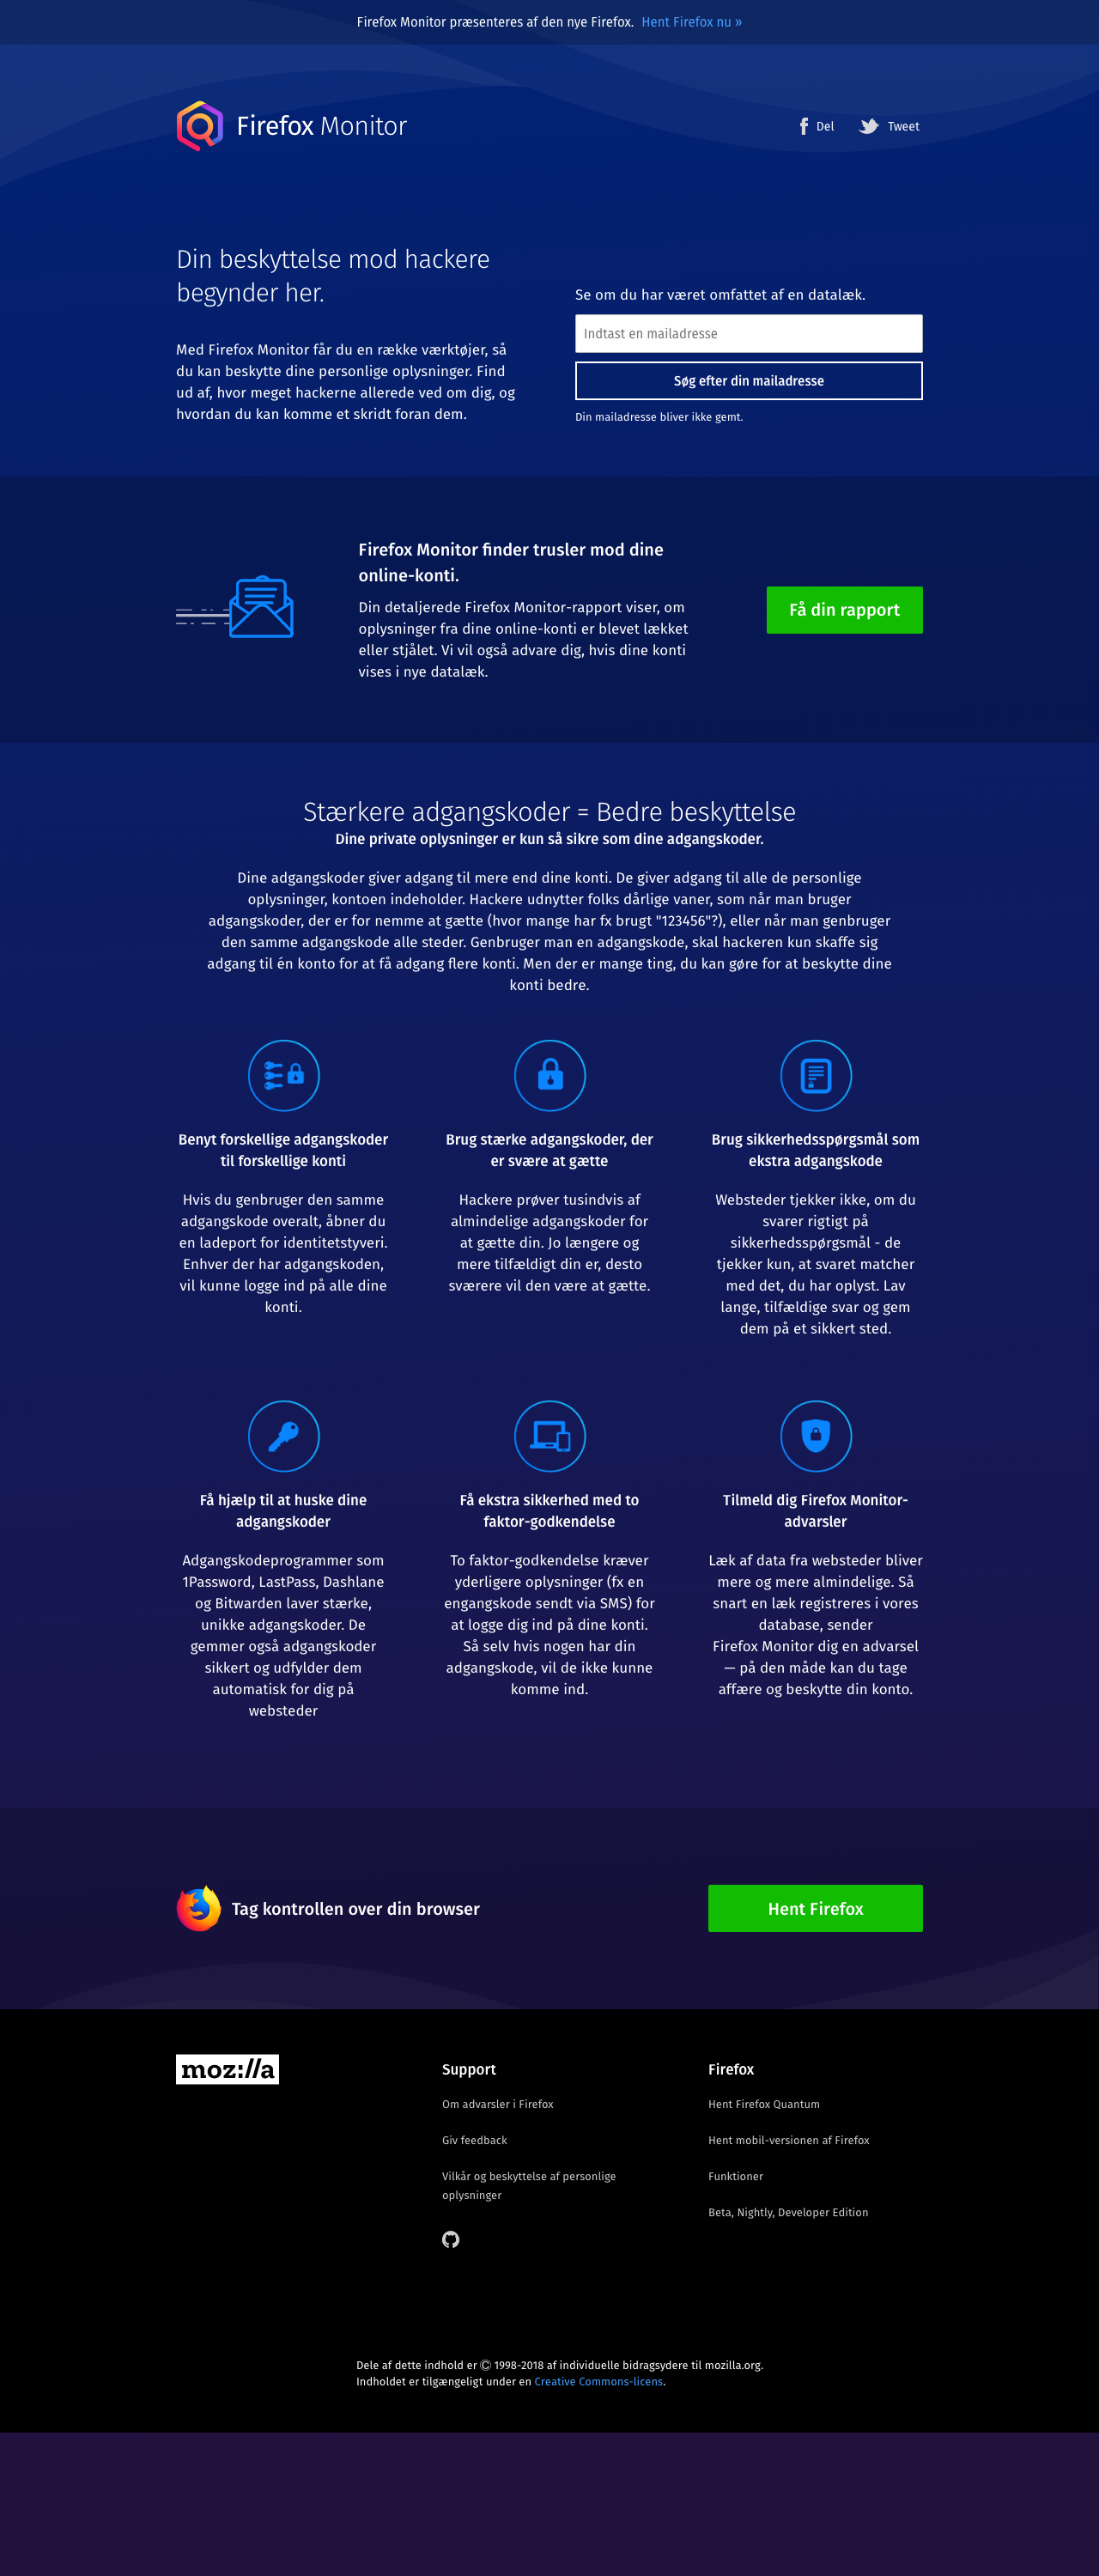 Firefox Monitor præsenteres af den nye Firefox. Hent Firefox nu »
Firefox Monitor
Del
Tweet
Din beskyttelse mod hackere
begynder her.
Med Firefox Monitor får du en række værktøjer, så
du kan beskytte dine personlige oplysninger. Find
ud af, hvor meget hackerne allerede ved om dig, og
hvordan du kan komme et skridt foran dem.
Se om du har været omfattet af en datalæk.
Indtast en mailadresse
Søg efter din mailadresse
Din mailadresse bliver ikke gemt.
Firefox Monitor finder trusler mod dine
online-konti.
Din detaljerede Firefox Monitor-rapport viser, om
oplysninger fra dine online-konti er blevet lækket
eller stjålet. Vi vil også advare dig, hvis dine konti
vises i nye datalæk.
Få din rapport
Stærkere adgangskoder = Bedre beskyttelse
Dine private oplysninger er kun så sikre som dine adgangskoder.
Dine adgangskoder giver adgang til mere end dine konti. De giver adgang til alle de personlige
oplysninger, kontoen indeholder. Hackere udnytter folks dårlige vaner, som når man bruger
adgangskoder, der er for nemme at gætte (hvor mange har fx brugt "123456"?), eller når man genbruger
den samme adgangskode alle steder. Genbruger man en adgangskode, skal hackeren kun skaffe sig
adgang til én konto for at få adgang flere konti. Men der er mange ting, du kan gøre for at beskytte dine
konti bedre.
Benyt forskellige adgangskoder
til forskellige konti
Hvis du genbruger den samme
adgangskode overalt, åbner du
en ladeport for identitetstyveri.
Enhver der har adgangskoden,
vil kunne logge ind på alle dine
konti.
Brug stærke adgangskoder, der
er svære at gætte
Hackere prøver tusindvis af
almindelige adgangskoder for
at gætte din. Jo længere og
mere tilfældigt din er, desto
sværere vil den være at gætte.
Brug sikkerhedsspørgsmål som
ekstra adgangskode
Websteder tjekker ikke, om du
svarer rigtigt på
sikkerhedsspørgsmål - de
tjekker kun, at svaret matcher
med det, du har oplyst. Lav
lange, tilfældige svar og gem
dem på et sikkert sted.
Få hjælp til at huske dine
adgangskoder
Adgangskodeprogrammer som
1Password, LastPass, Dashlane
og Bitwarden laver stærke,
unikke adgangskoder. De
gemmer også adgangskoder
sikkert og udfylder dem
automatisk for dig på
websteder
Få ekstra sikkerhed med to
faktor-godkendelse
To faktor-godkendelse kræver
yderligere oplysninger (fx en
engangskode sendt via SMS) for
at logge dig ind på dine konti.
Så selv hvis nogen har din
adgangskode, vil de ikke kunne
komme ind.
Tilmeld dig Firefox Monitor-
advarsler
Læk af data fra websteder bliver
mere og mere almindelige. Så
snart en læk registreres i vores
database, sender
Firefox Monitor dig en advarsel
— på den måde kan du tage
affære og beskytte din konto.
Tag kontrollen over din browser
Hent Firefox
moz://a
Support
Om advarsler i Firefox
Giv feedback
Vilkår og beskyttelse af personlige
oplysninger
Firefox
Hent Firefox Quantum
Hent mobil-versionen af Firefox
Funktioner
Beta, Nightly, Developer Edition
Dele af dette indhold er © 1998-2018 af individuelle bidragsydere til mozilla.org.
Indholdet er tilgængeligt under en Creative Commons-licens.